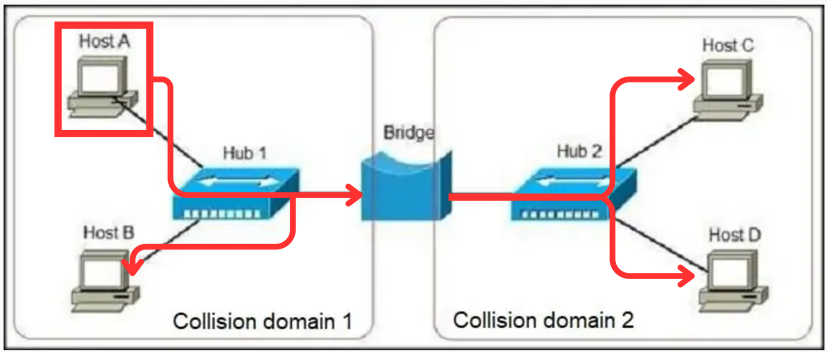 Host A
Host C
Bridge
Hub 1
Hub 2
Host B
Host D
Collision domain 1
Collision domain 2